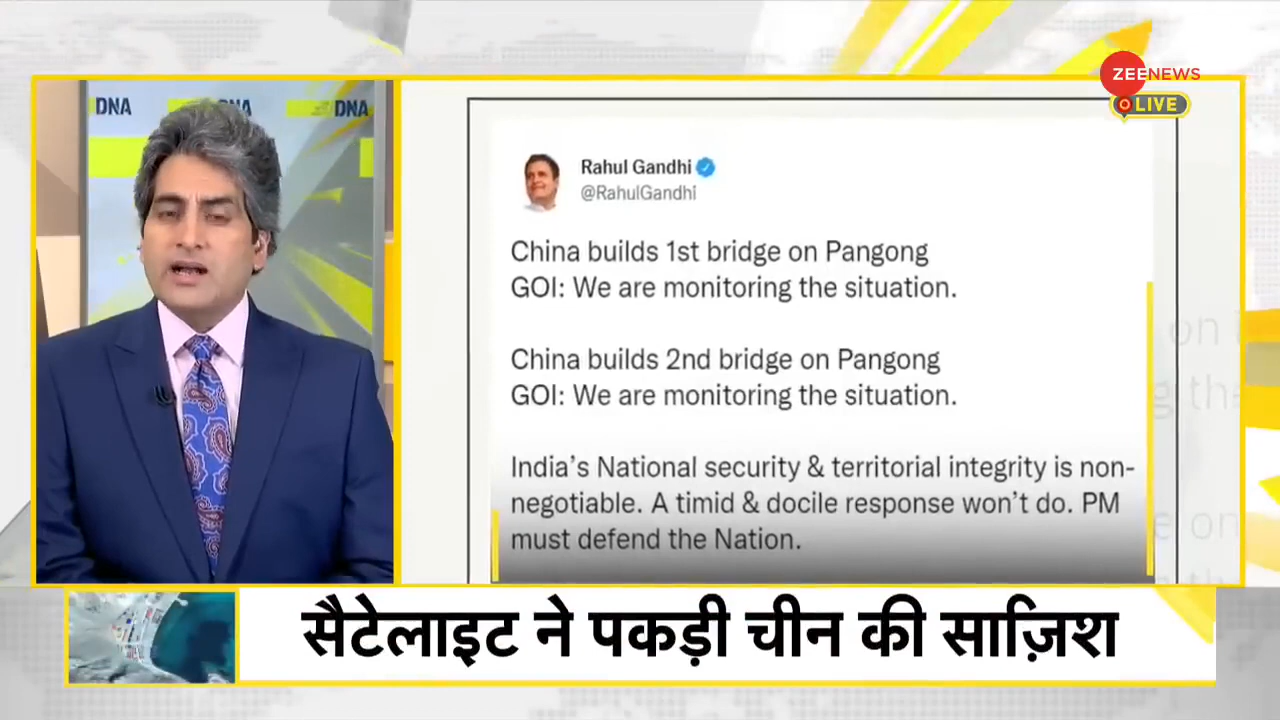 DNA
DNA
DNA
ZEENEWS
LIVE
Rahul Gandhi
@RahulGandhi
China builds 1st bridge on Pangong
GOI: We are monitoring the situation.
China builds 2nd bridge on Pangong
GOI: We are monitoring the situation.
India's National security & territorial integrity is non-
negotiable. A timid & docile response won't do. PM
must defend the Nation.
सैटेलाइट ने पकड़ी चीन की साज़िश